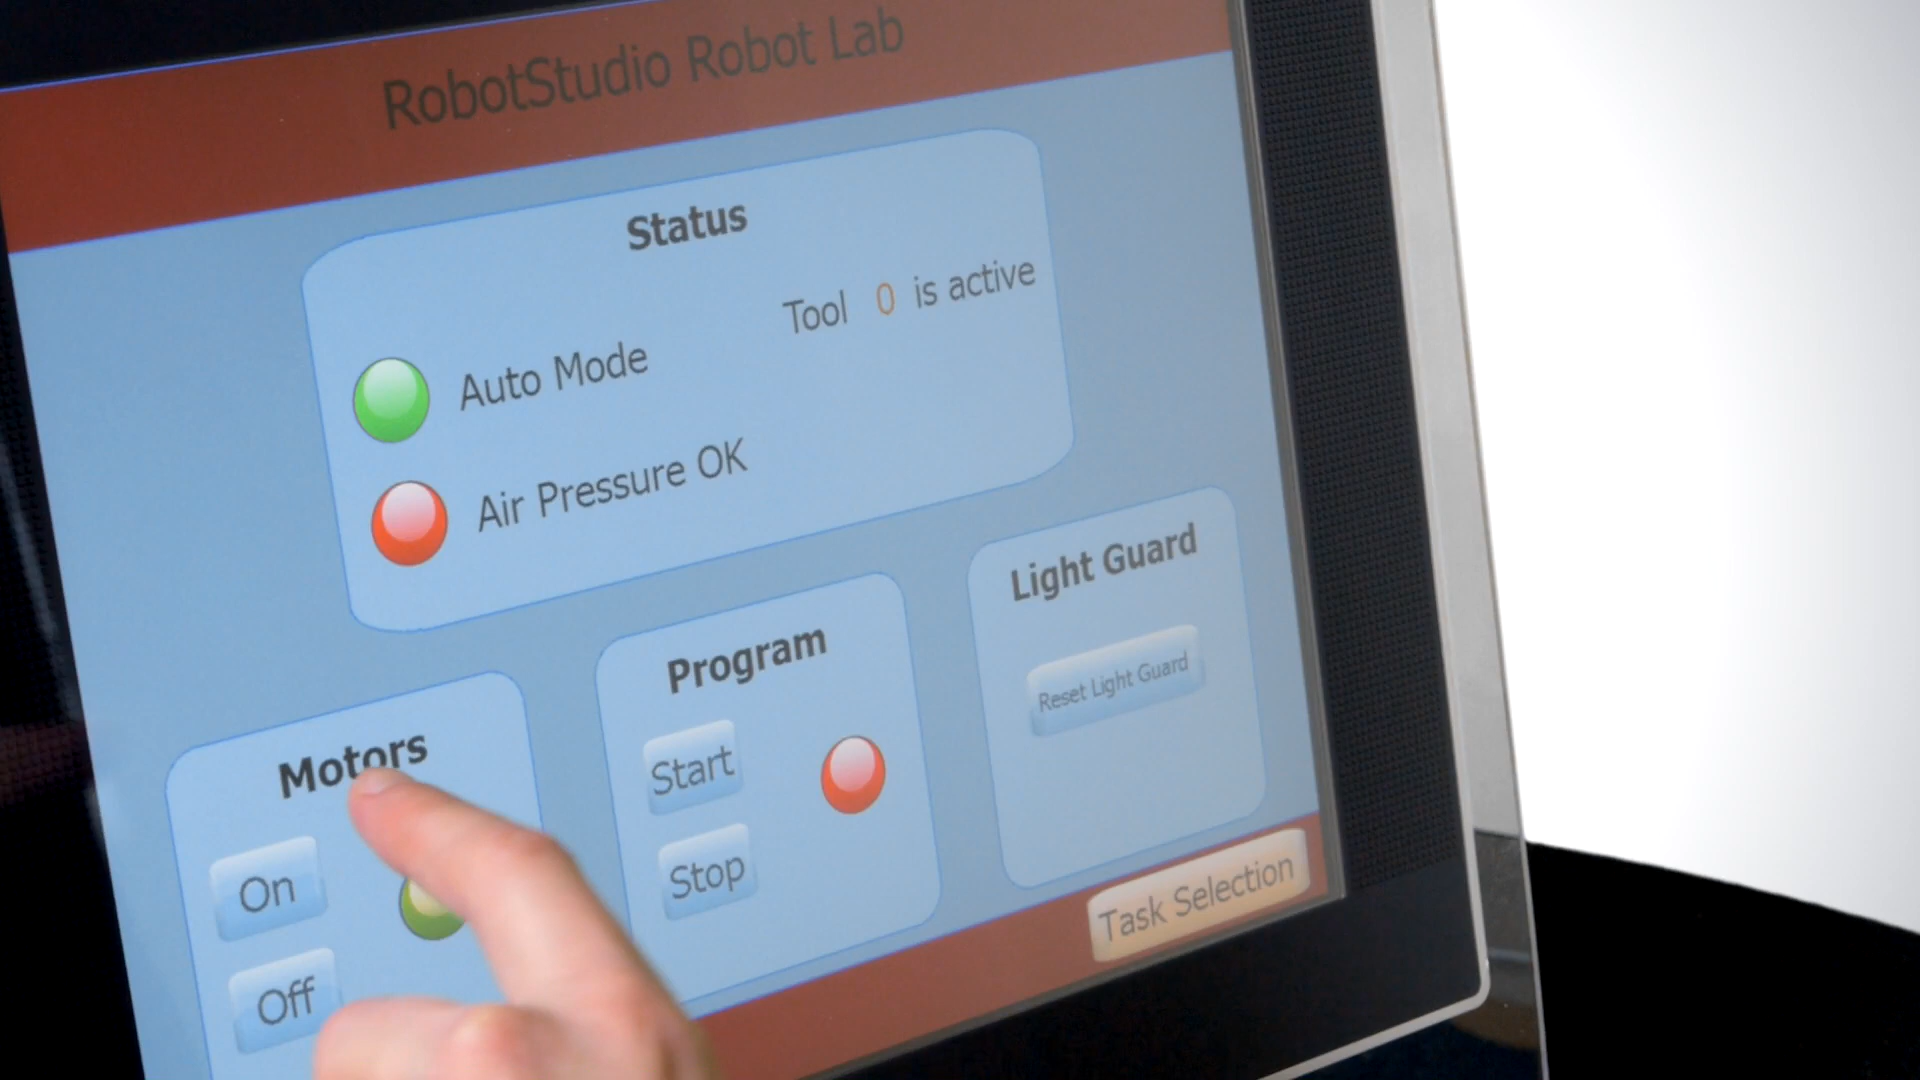 RobotStudio Robot Lab
Status
Tool 0 is active
Auto Mode
Air Pressure OK
Light Guard
Reset Light Guard
Program
Start
Stop
Motors
On
Off
Task Selection